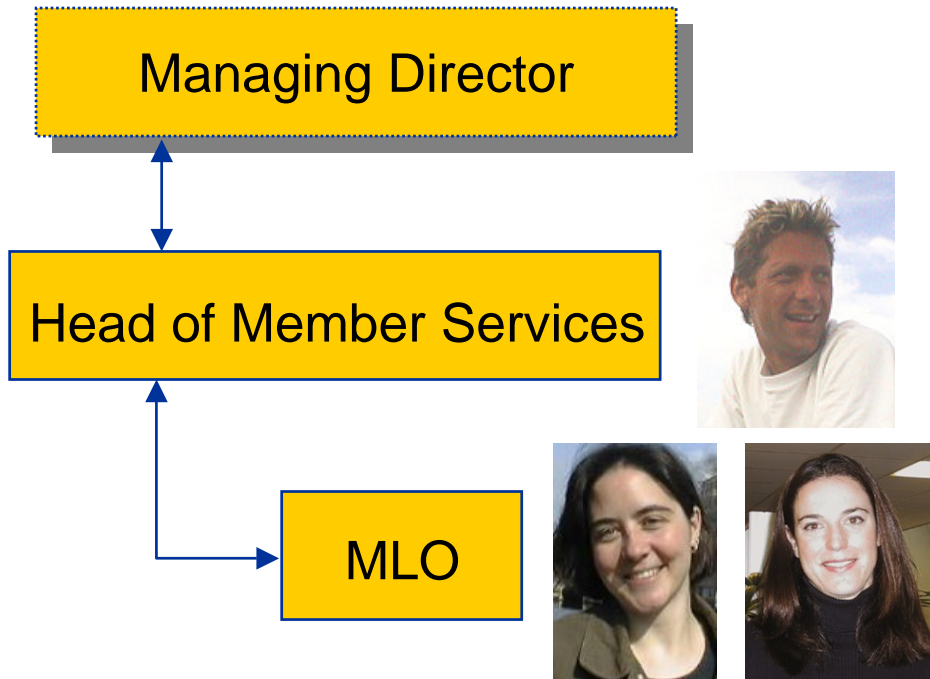 Managing Director
Head of Member Services
MLO